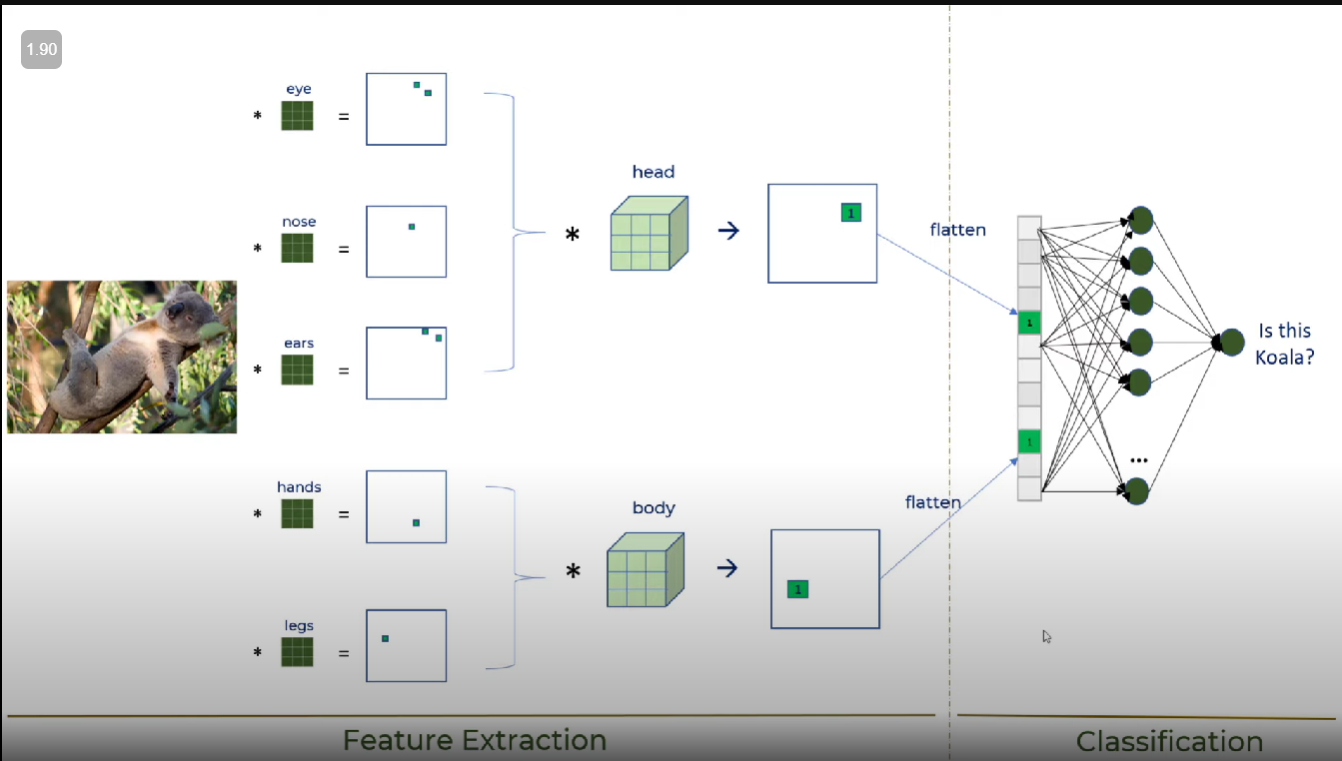 1.90
eye
* =
nose
* =
ears
* =
head
* →
1
hands
* =
legs
* =
body
* →
1
flatten
flatten
1
1
...
Is this
Koala?
Feature Extraction
Classification